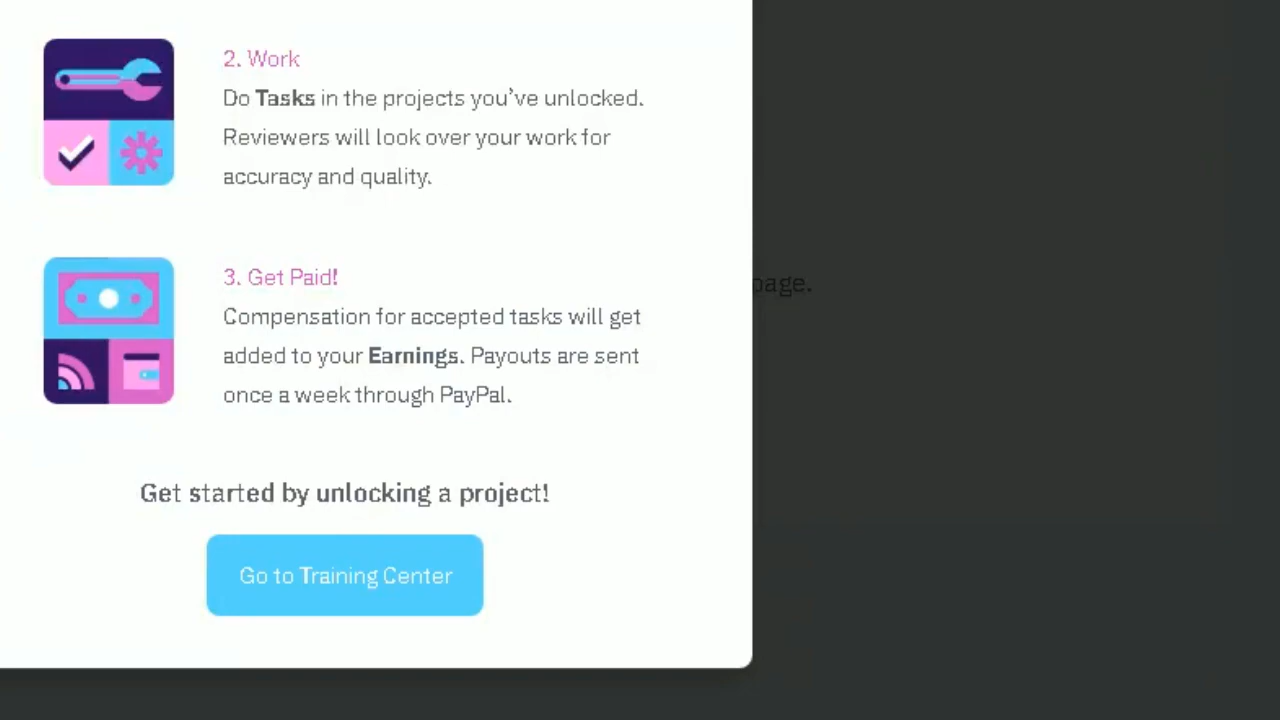 2. Work
Do Tasks in the projects you’ve unlocked.
Reviewers will look over your work for
accuracy and quality.
page.
3. Get Paid!
Compensation for accepted tasks will get
added to your Earnings. Payouts are sent
once a week through PayPal.
Get started by unlocking a project!
Go to Training Center